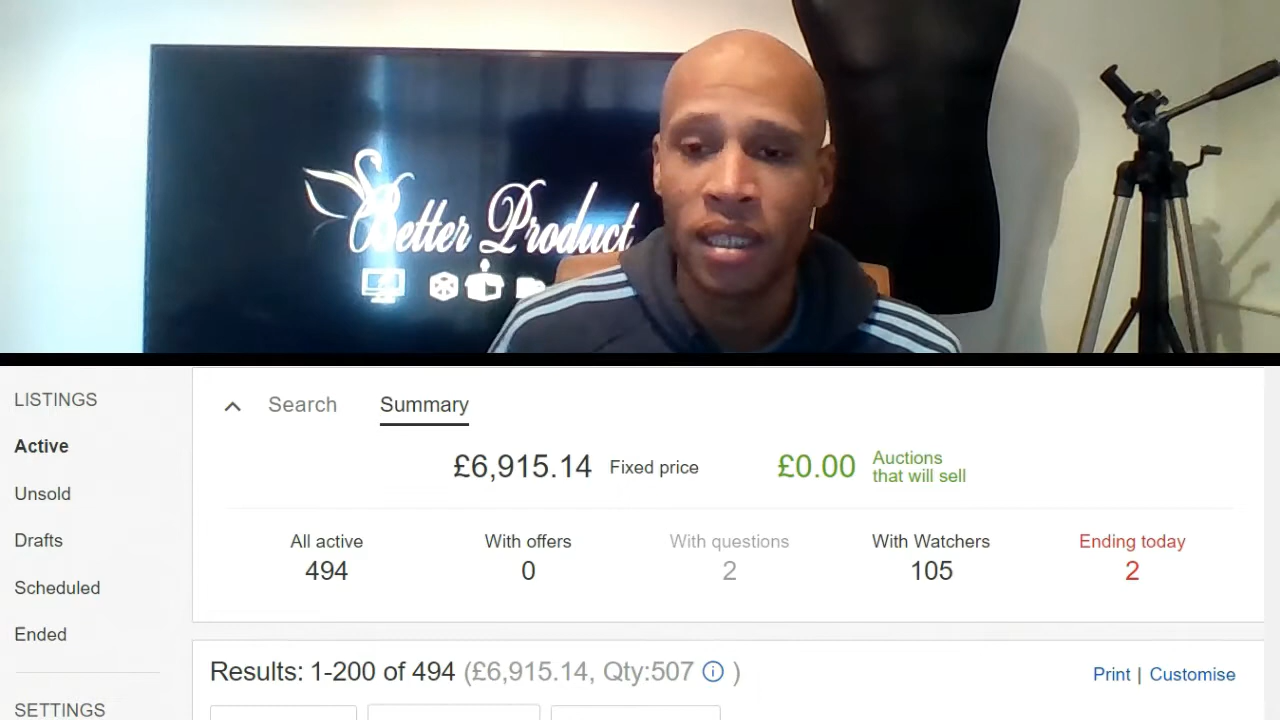 Better Product
LISTINGS
Active
Unsold
Drafts
Scheduled
Ended
SETTINGS
Search Summary
£6,915.14 Fixed price £0.00 Auctions
that will sell
All active With offers With questions With Watchers Ending today
494 0 2 105 2
Results: 1-200 of 494 (£6,915.14, Qty:507 )
Print | Customise